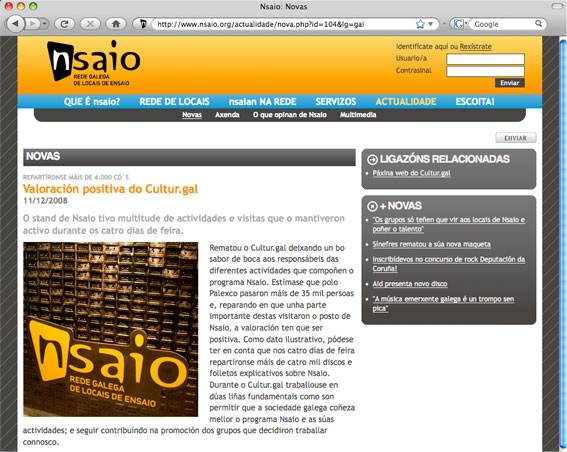 Nsaio: Novas
http://www.nsaio.org/actualidade/nova.php?id=104&lg=gal
Google
nsaio
REDE GALEGA
DE LOCAIS DE ENSAIO
Identifícate aquí ou Rexístrate
Usuario/a
Contrasinal
Enviar
QUE É nsaio? REDE DE LOCAIS nsaian NA REDE SERVIZOS ACTUALIDADE ESCOITA!
Novas Axenda O que opinan de Nsaio Multimedia
ENVIAR
NOVAS
REPARTÍRONSE MÁIS DE 4.000 CD´S
Valoración positiva do Cultur.gal
11/12/2008
O stand de Nsaio tivo multitude de actividades e visitas que o mantiveron
activo durante os catro días de feira.
nsaio
REDE GALEGA
DE LOCAIS DE ENSAIO
Rematou o Cultur.gal deixando un bo
sabor de boca aos responsábeis das
diferentes actividades que compoñen o
programa Nsaio. Estímase que polo
Palexco pasaron máis de 35 mil persoas
e, reparando en que unha parte
importante destas visitaron o posto de
Nsaio, a valoración ten que ser
positiva. Como dato ilustrativo, pódese
ter en conta que nos catro días de feira
repartíronse máis de catro mil discos e
folletos explicativos sobre Nsaio.
Durante o Cultur.gal traballouse en
dúas liñas fundamentais como son
permitir que a sociedade galega coñeza
mellor o programa Nsaio e as súas
actividades; e seguir contribuíndo na promoción dos grupos que decidiron traballar
connosco.
LIGAZÓNS RELACIONADAS
Páxina web do Cultur.gal
+ NOVAS
"Os grupos só teñen que vir aos locais de Nsaio e
poñer o talento"
Sinefres rematou a súa nova maqueta
Inscribídevos no concurso de rock Deputación da
Coruña!
Aid presenta novo disco
"A música emerxente galega é un trompo sen
pica"